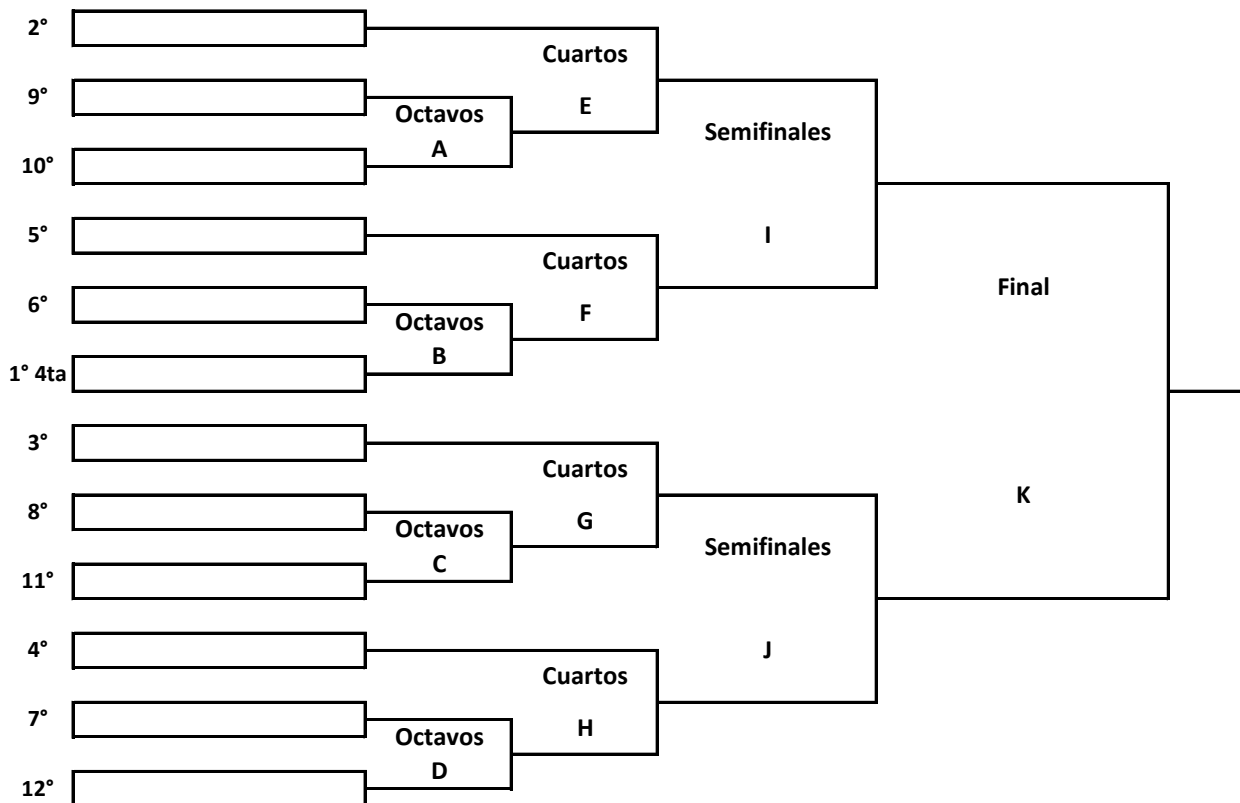 2°
Cuartos
9°
E
Octavos
Semifinales
A
10°
5°
I
Cuartos
Final
6°
F
Octavos
B
1° 4ta
3°
Cuartos
K
8°
G
Octavos
Semifinales
C
11°
4°
J
Cuartos
7°
H
Octavos
D
12°